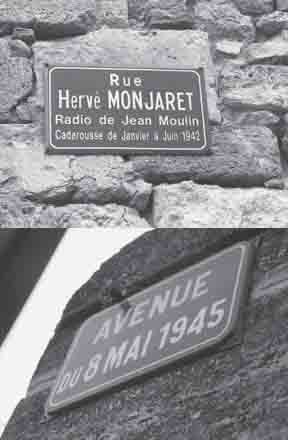 Rue
Hervé MONJARET
Radio de Jean Moulin
Caderousse de Janvier à Juin 1942
AVENUE
DU 8 MAI 1945